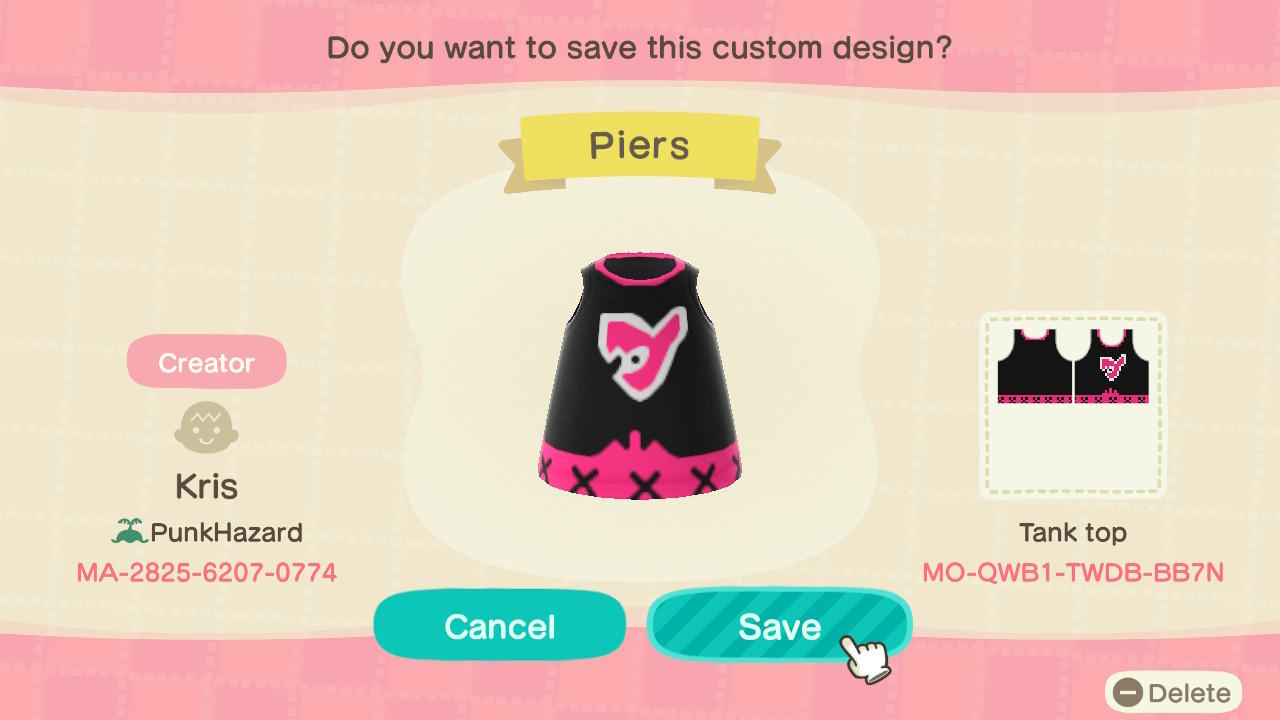 Do you want to save this custom design?
Piers
Creator
Kris
PunkHazard
MA-2825-6207-0774
Tank top
MO-QWB1-TWDB-BB7N
Cancel
Save
Delete